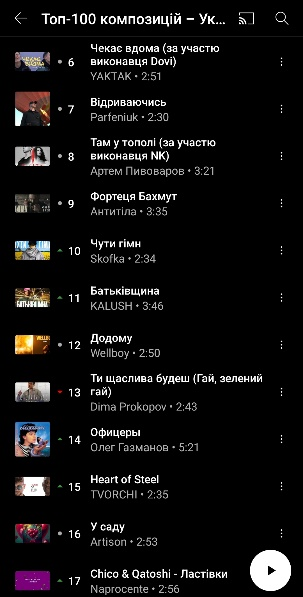 Топ-100 композицій – Ук...
6
Чекає вдома (за участю
виконавця Dovi)
YAKTAK • 2:51
7
Відриваючись
Parfeniuk • 2:30
8
Там у тополі (за участю
виконавця NK)
Артем Пивоваров • 3:21
9
Фортеця Бахмут
Антитіла • 3:35
10
Чути гімн
Skofka • 2:34
11
Батьківщина
KALUSH • 3:46
12
Додому
Wellboy • 2:50
13
Ти щаслива будеш (Гай, зелений
гай)
Dima Prokopov • 2:43
14
Офицеры
Олег Газманов • 5:21
15
Heart of Steel
TVORCHI • 2:35
16
У саду
Artison • 2:53
17
Chico & Qatoshi - Ластівки
Naprocente • 2:56